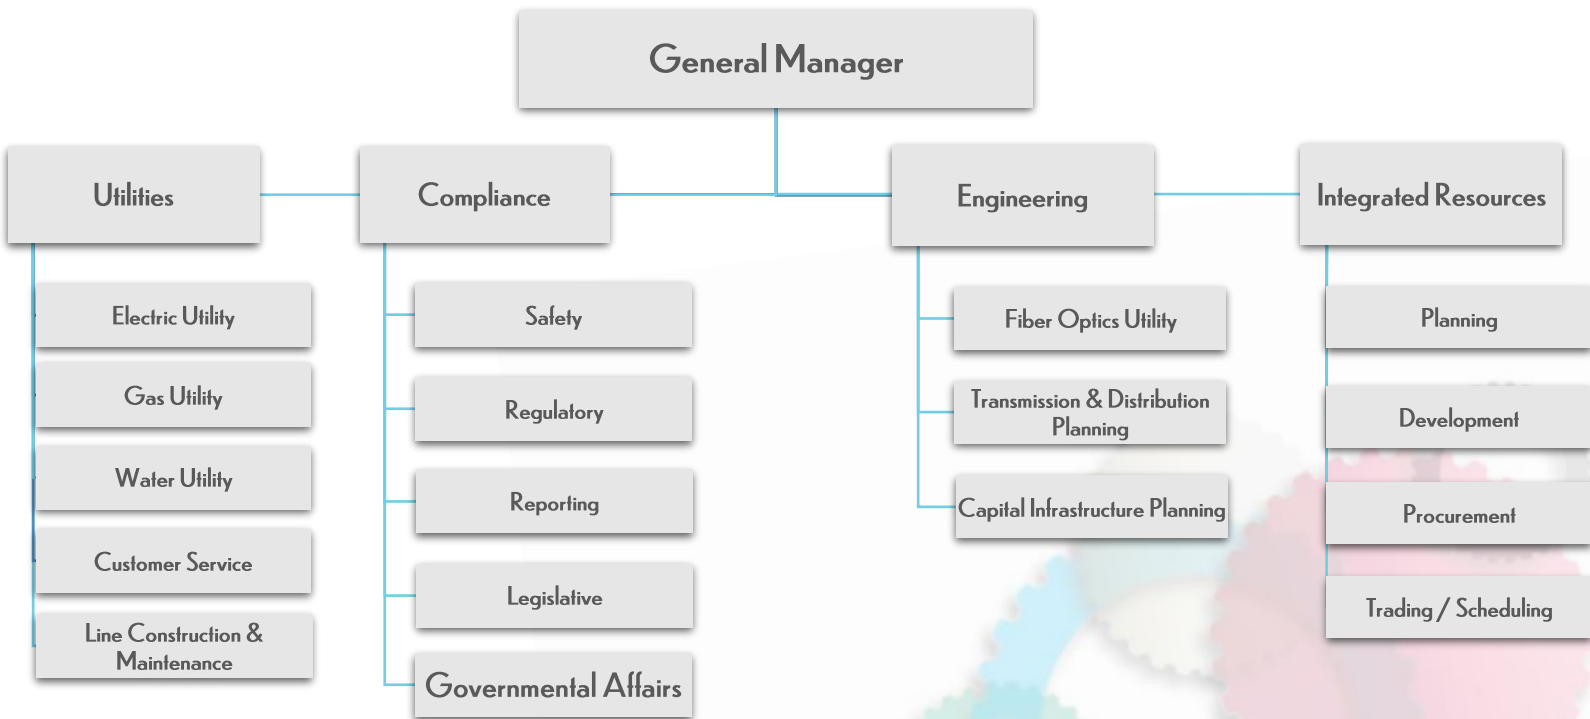 General Manager
Utilities
Compliance
Engineering
Integrated Resources
Electric Utility
Gas Utility
Water Utility
Customer Service
Line Construction &
Maintenance
Safety
Regulatory
Reporting
Legislative
Governmental Affairs
Fiber Optics Utility
Transmission & Distribution
Planning
Capital Infrastructure Planning
Planning
Development
Procurement
Trading / Scheduling